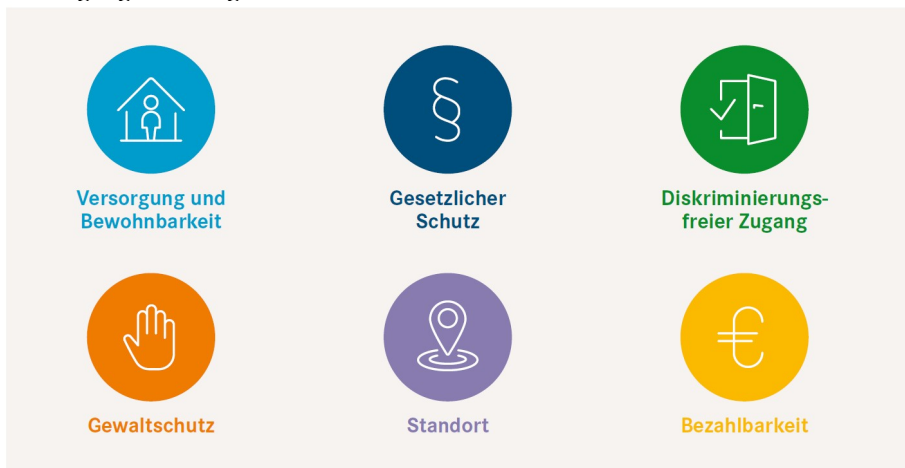 Versorgung und
Bewohnbarkeit
Gesetzlicher
Schutz
Diskriminierungs-
freier Zugang
Gewaltschutz
Standort
Bezahlbarkeit